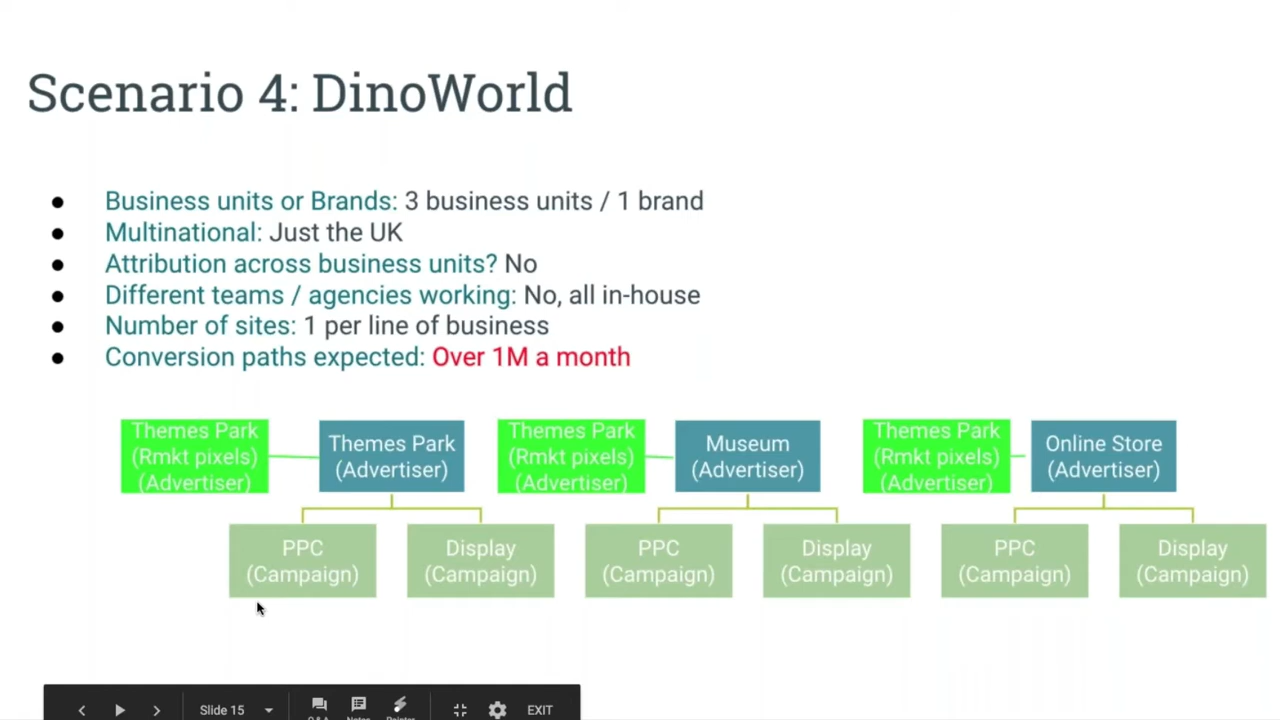 Scenario 4: DinoWorld
● Business units or Brands: 3 business units / 1 brand
● Multinational: Just the UK
● Attribution across business units? No
● Different teams / agencies working: No, all in-house
● Number of sites: 1 per line of business
● Conversion paths expected: Over 1M a month
Themes Park
(Rmkt pixels)
(Advertiser)
Themes Park
(Advertiser)
Themes Park
(Rmkt pixels)
(Advertiser)
Museum
(Advertiser)
Themes Park
(Rmkt pixels)
(Advertiser)
Online Store
(Advertiser)
PPC
(Campaign)
Display
(Campaign)
PPC
(Campaign)
Display
(Campaign)
PPC
(Campaign)
Display
(Campaign)
Slide 15
EXIT